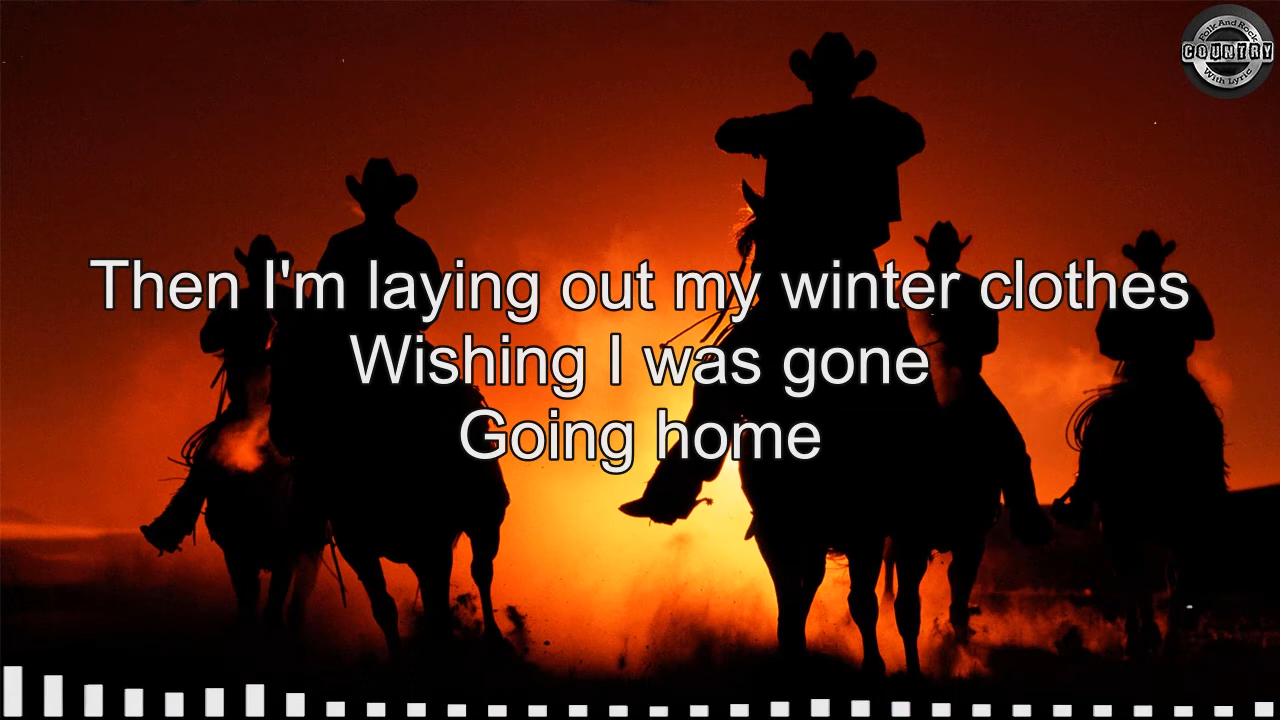 Folk And Rock
COUNTRY
With Lyric
Then I'm laying out my winter clothes
Wishing I was gone
Going home